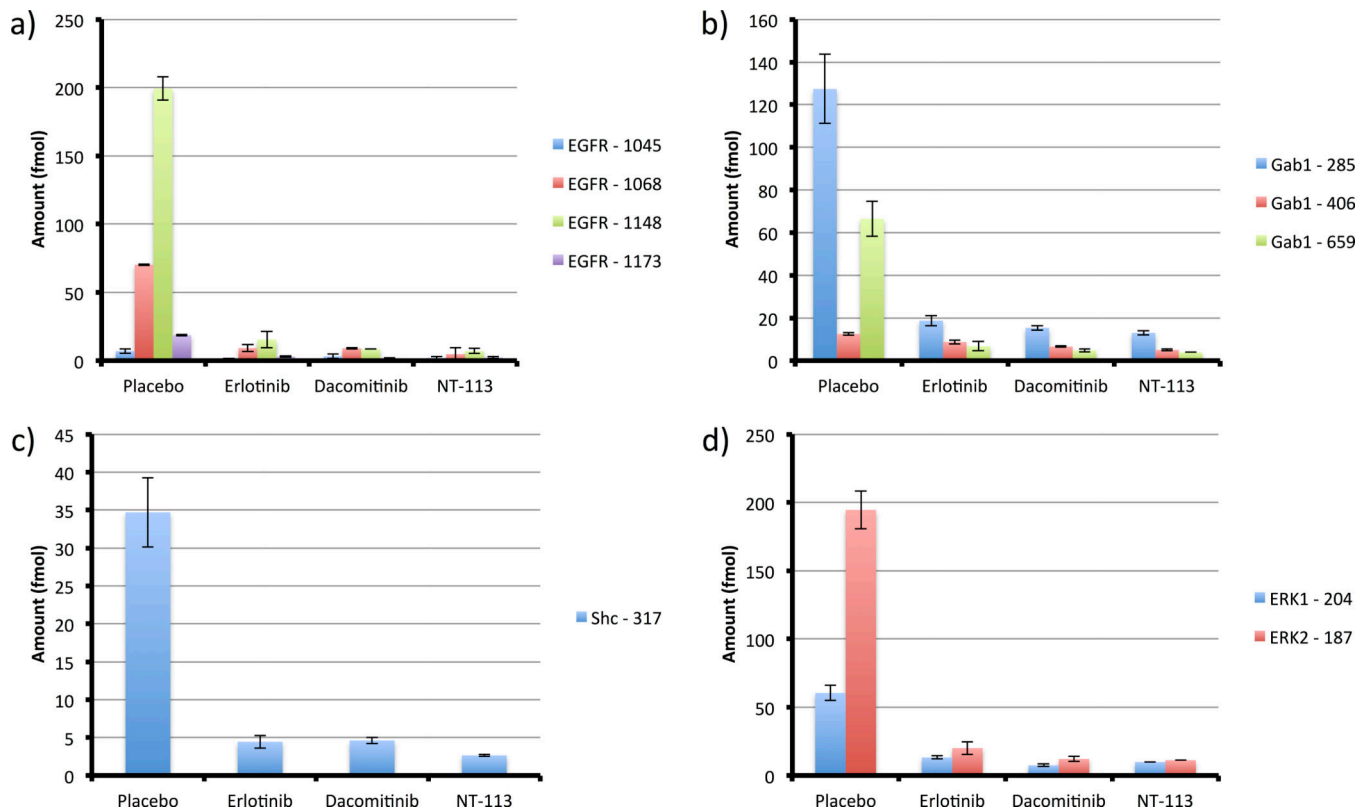 a)
250
200
150
100
50
0
Amount (fmol)
Placebo Erlotinib Dacomitinib NT-113
EGFR - 1045
EGFR - 1068
EGFR - 1148
EGFR - 1173
b)
160
140
120
100
80
60
40
20
0
Amount (fmol)
Placebo Erlotinib Dacomitinib NT-113
Gab1 - 285
Gab1 - 406
Gab1 - 659
c)
45
40
35
30
25
20
15
10
5
0
Amount (fmol)
Placebo Erlotinib Dacomitinib NT-113
Shc - 317
d)
250
200
150
100
50
0
Amount (fmol)
Placebo Erlotinib Dacomitinib NT-113
ERK1 - 204
ERK2 - 187